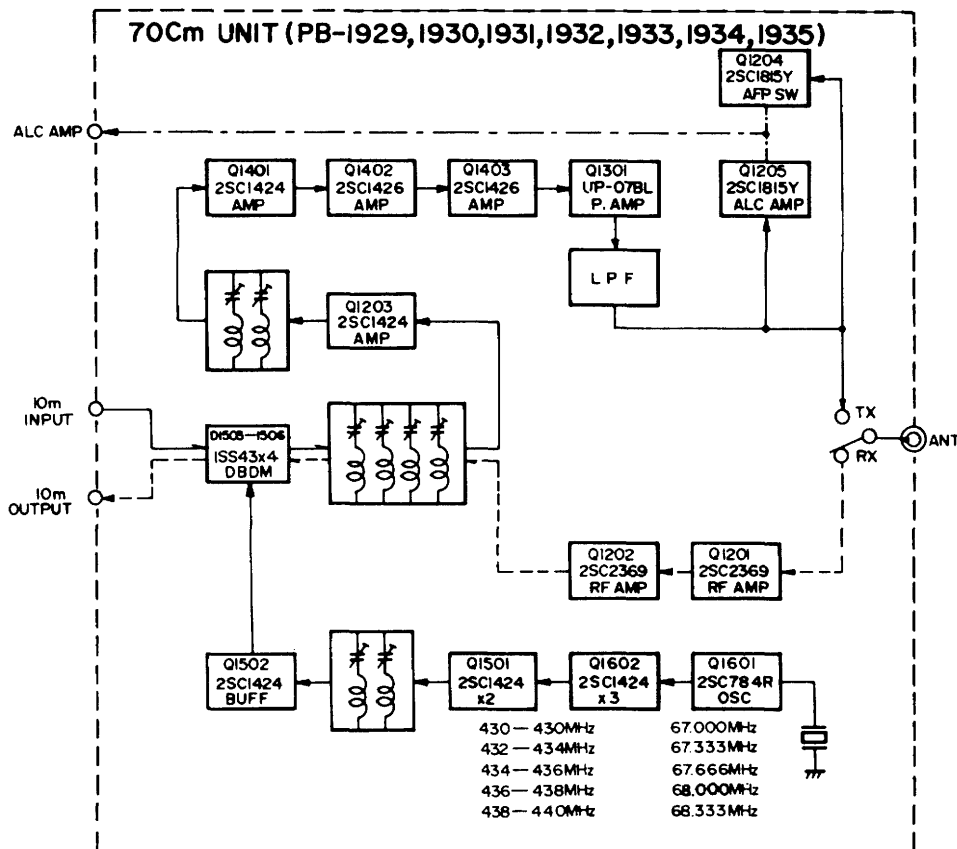 70Cm UNIT (PB-1929,1930,1931,1932,1933,1934,1935)
Q1204
2SC1815Y
AFP SW
ALC AMP
Q1401
2SC1424
AMP
Q1402
2SC1426
AMP
Q1403
2SC1426
AMP
Q1301
UP-07BL
P. AMP
Q1205
2SC1815Y
ALC AMP
LPF
Q1203
2SC1424
AMP
10m
INPUT
D1503-1506
1SS43x4
DBDM
TX
RX
ANT
10m
OUTPUT
Q1202
2SC2369
RF AMP
Q1201
2SC2369
RF AMP
Q1502
2SC1424
BUFF
Q1501
2SC1424
x2
Q1602
2SC1424
x3
Q1601
2SC784R
OSC
430-430MHz 67.000MHz
432-434MHz 67.333MHz
434-436MHz 67.666MHz
436-438MHz 68.000MHz
438-440MHz 68.333MHz